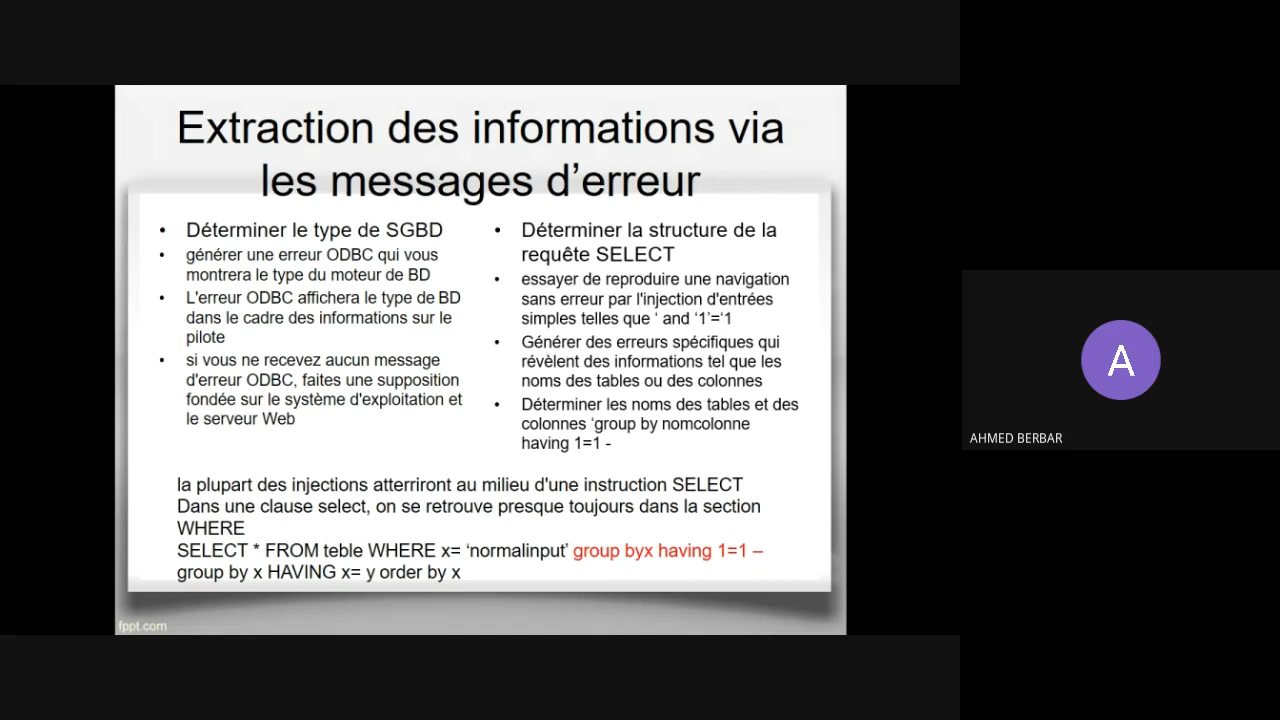 Extraction des informations via
les messages d’erreur
• Déterminer le type de SGBD
• générer une erreur ODBC qui vous
montrera le type du moteur de BD
• L'erreur ODBC affichera le type de BD
dans le cadre des informations sur le
pilote
• si vous ne recevez aucun message
d'erreur ODBC, faites une supposition
fondée sur le système d'exploitation et
le serveur Web
• Déterminer la structure de la
requête SELECT
• essayer de reproduire une navigation
sans erreur par l'injection d'entrées
simples telles que ‘ and ‘1’=‘1
• Générer des erreurs spécifiques qui
révèlent des informations tel que les
noms des tables ou des colonnes
• Déterminer les noms des tables et des
colonnes ‘group by nomcolonne
having 1=1 -
la plupart des injections atterriront au milieu d'une instruction SELECT
Dans une clause select, on se retrouve presque toujours dans la section
WHERE
SELECT * FROM teble WHERE x= ‘normalinput’ group byx having 1=1 –
group by x HAVING x= y order by x
fppt.com
A
AHMED BERBAR